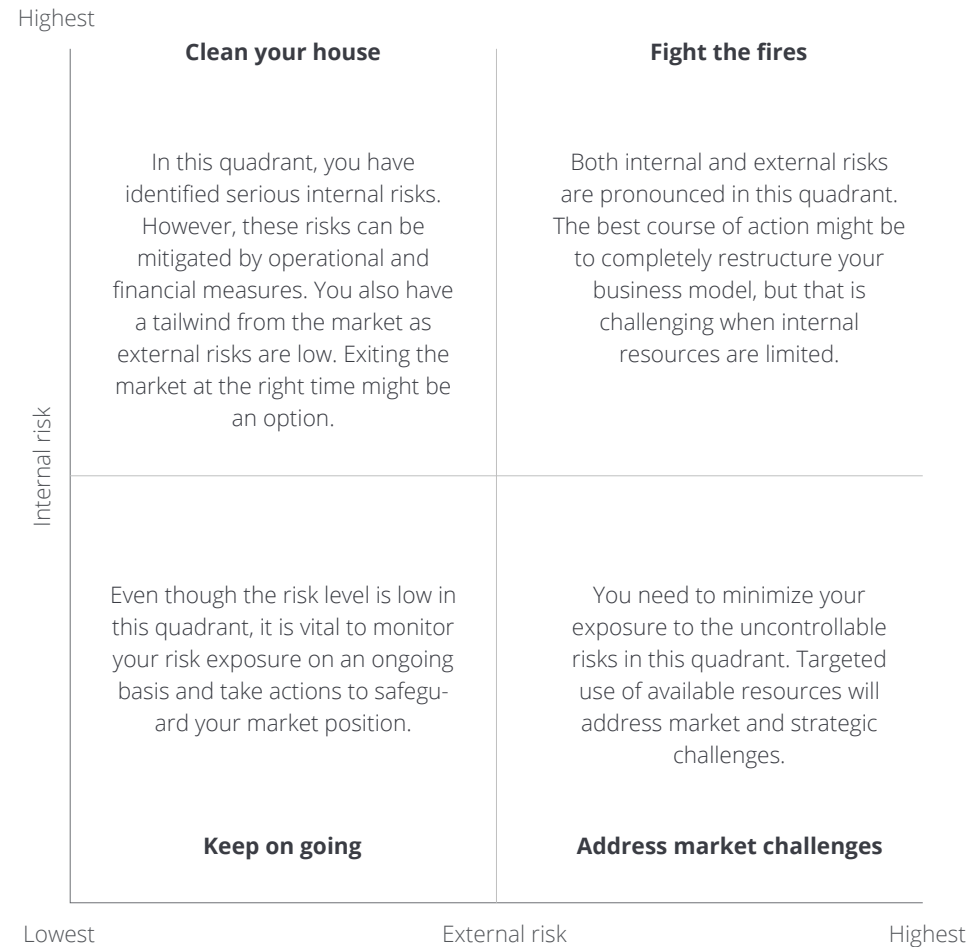 Highest
Clean your house
In this quadrant, you have
identified serious internal risks.
However, these risks can be
mitigated by operational and
financial measures. You also have
a tailwind from the market as
external risks are low. Exiting the
market at the right time might be
an option.
Fight the fires
Both internal and external risks
are pronounced in this quadrant.
The best course of action might be
to completely restructure your
business model, but that is
challenging when internal
resources are limited.
Internal risk
Even though the risk level is low in
this quadrant, it is vital to monitor
your risk exposure on an ongoing
basis and take actions to safegu-
ard your market position.
Keep on going
You need to minimize your
exposure to the uncontrollable
risks in this quadrant. Targeted
use of available resources will
address market and strategic
challenges.
Address market challenges
Lowest
External risk
Highest